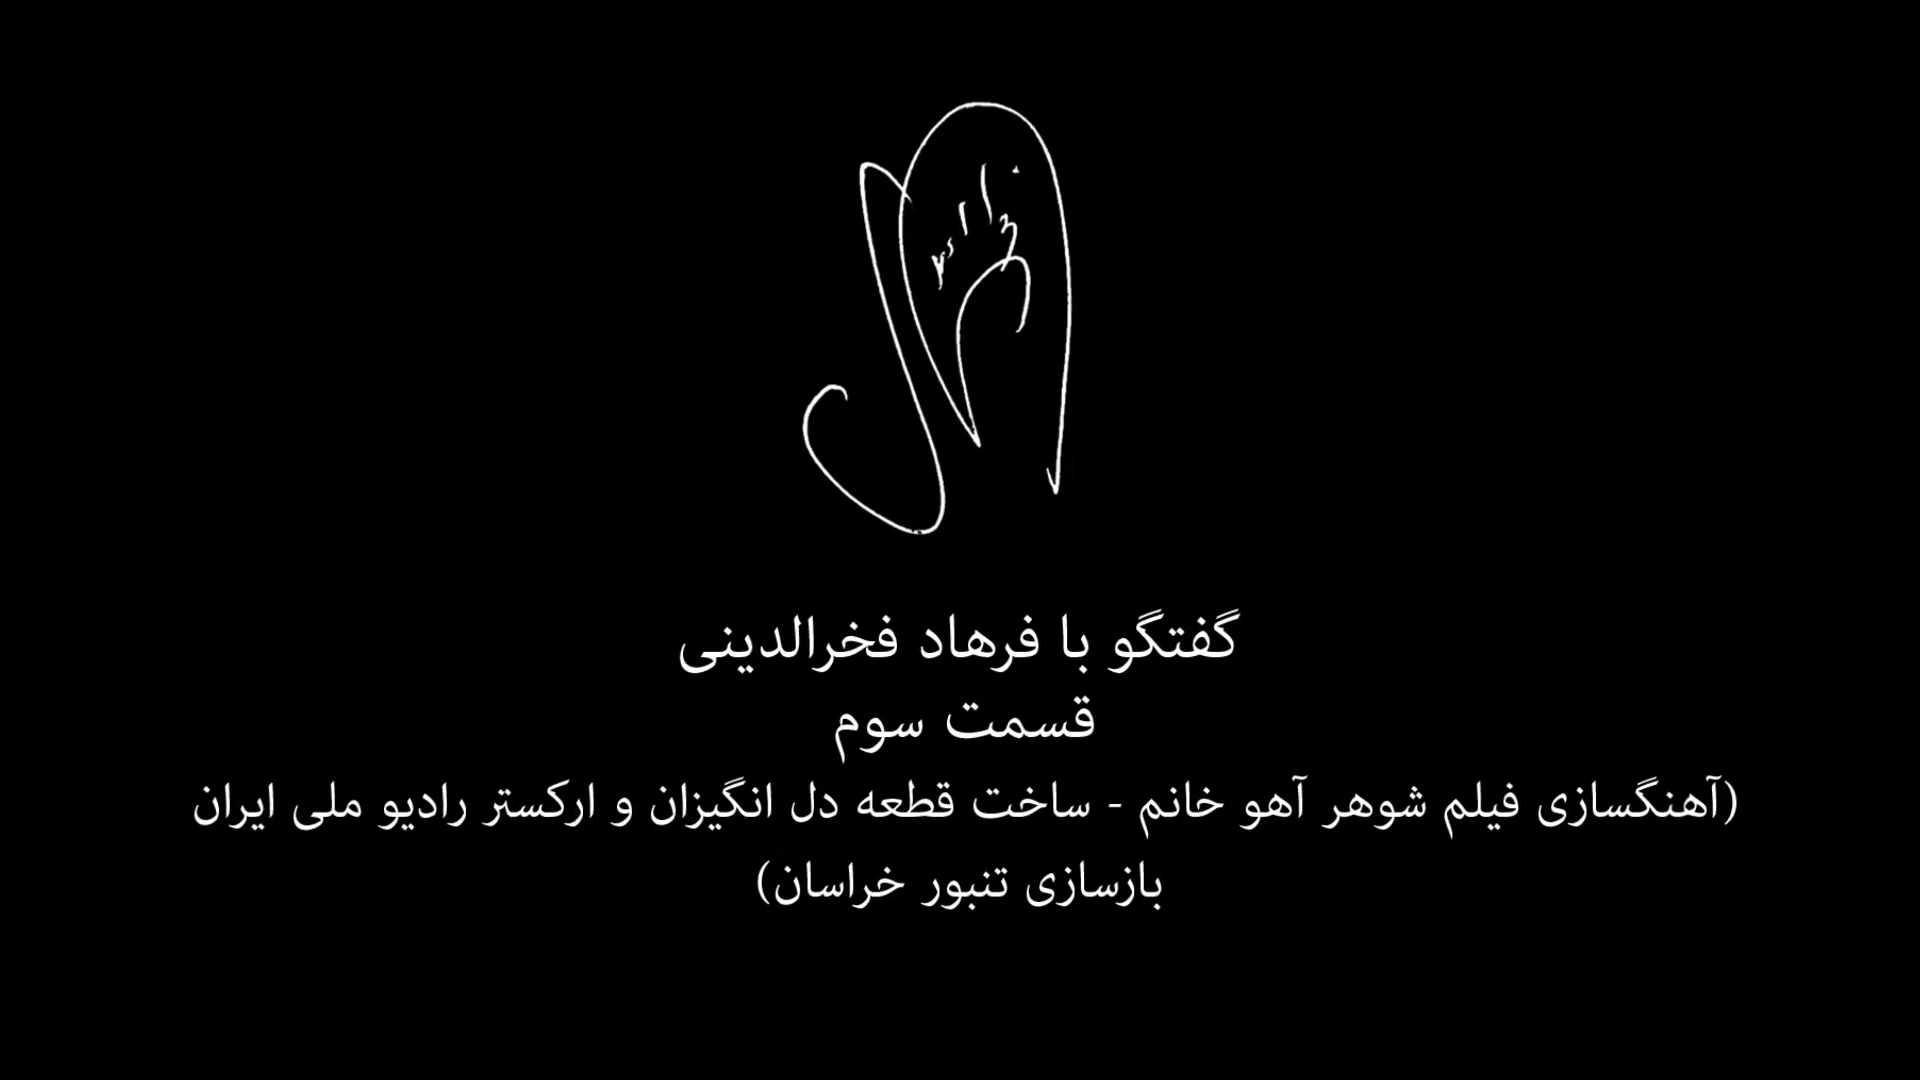 گفتگو با فرهاد فخرالدینی
قسمت سوم
(آهنگسازی فیلم شوهر آهو خانم - ساخت قطعه دل انگیزان و ارکستر رادیو ملی ایران
بازسازی تنبور خراسان)